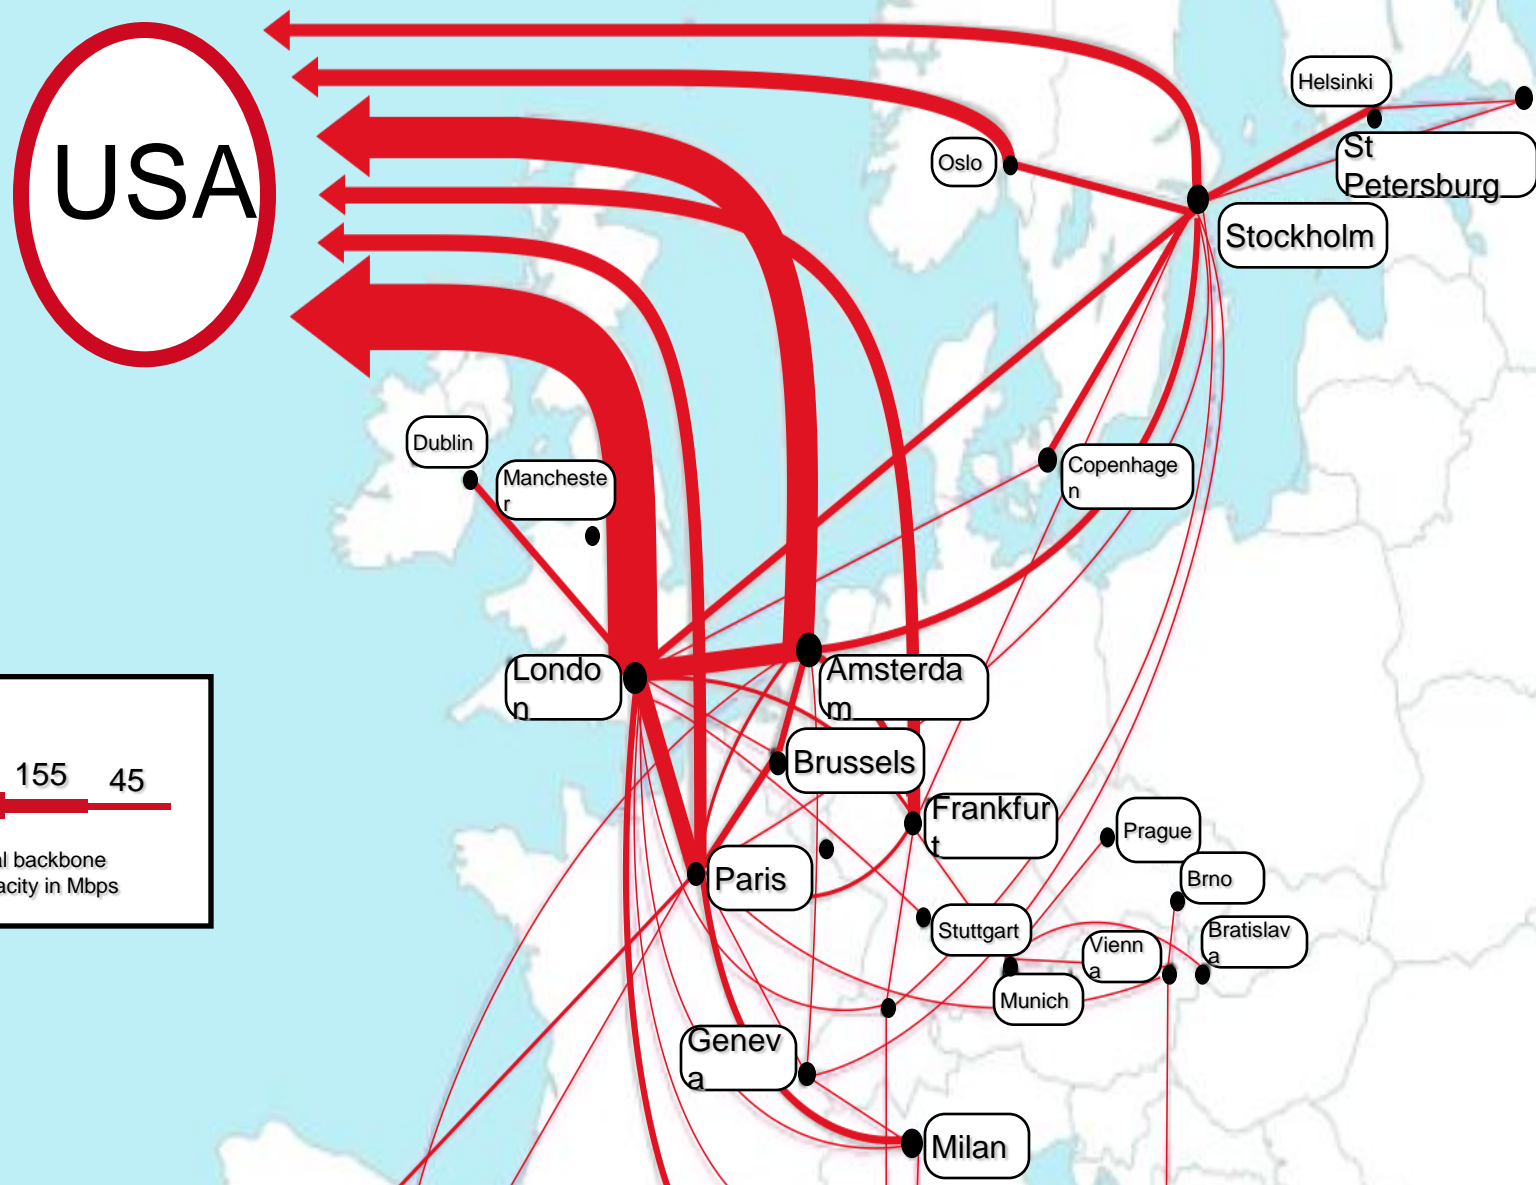 USA
Helsinki
Oslo
St
Petersburg
Stockholm
Dublin
Mancheste
r
Copenhage
n
Londo
n
Amsterda
m
Brussels
155
45
Frankfur
t
Prague
al backbone
acity in Mbps
Paris
Brno
Stuttgart
Bratislav
a
Vienn
a
Munich
Genev
a
Milan